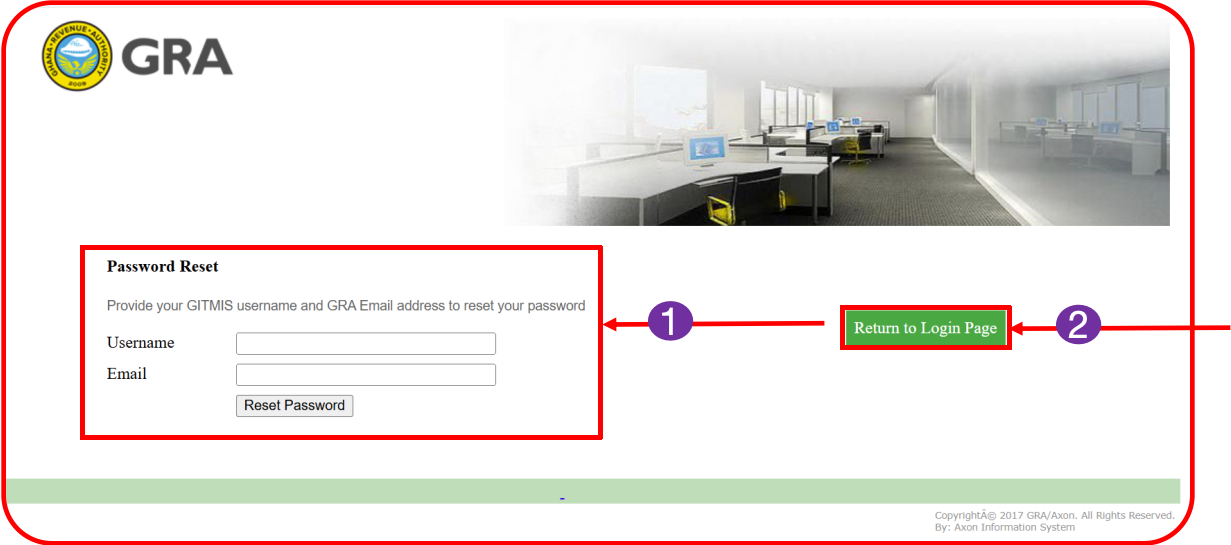 GHANA·REVENUE·AUTHORITY
2009
GRA
Password Reset
Provide your GITMIS username and GRA Email address to reset your password
1
Return to Login Page
2
Username
Email
Reset Password
-
CopyrightÂ© 2017 GRA/Axon. All Rights Reserved.
By: Axon Information System